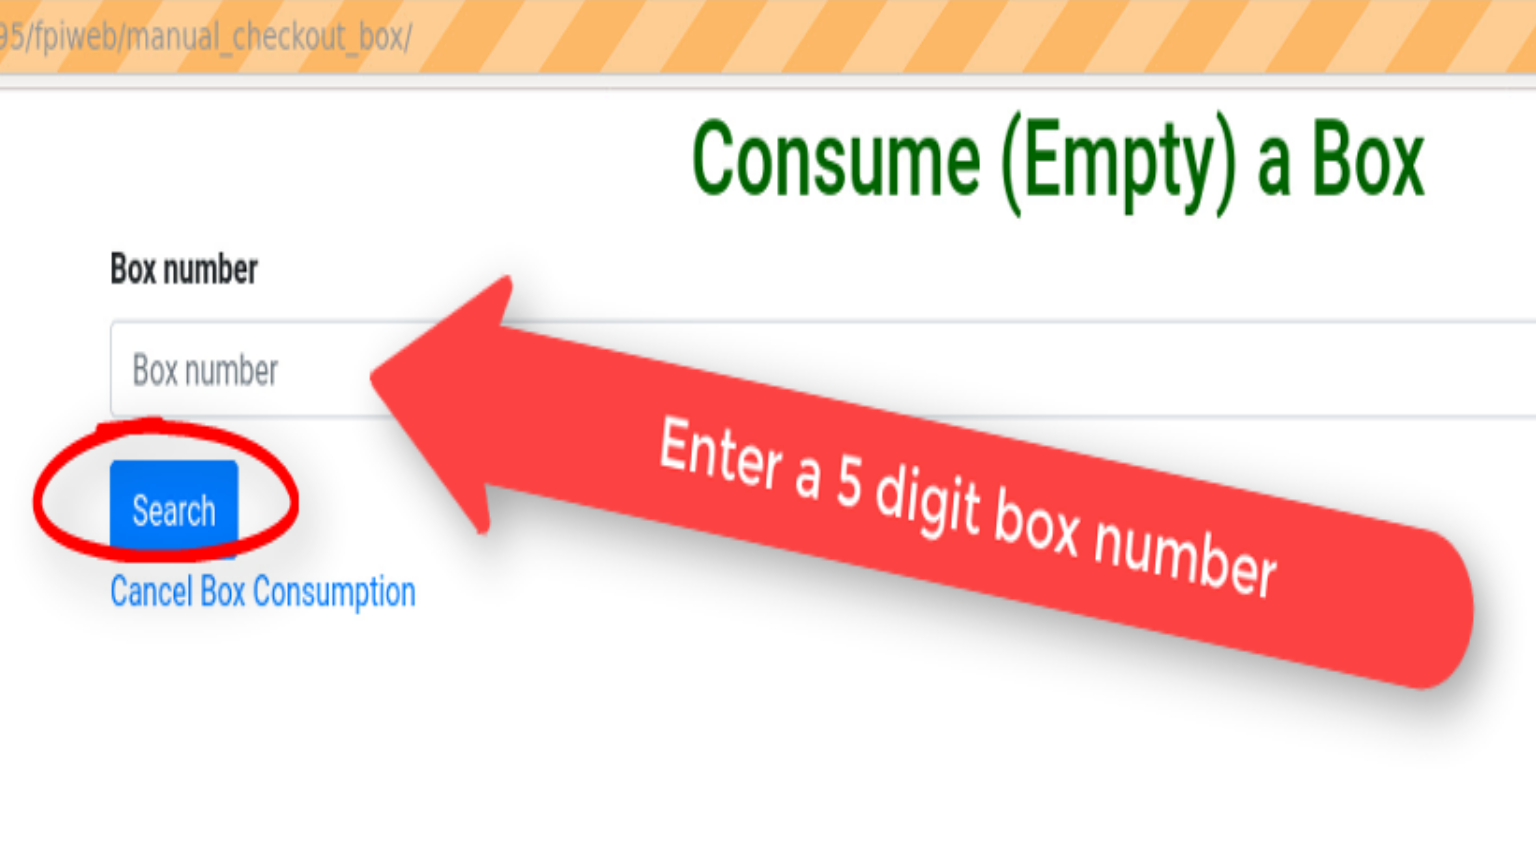 95/fpiweb/manual_checkout_box/
Consume (Empty) a Box
Box number
Box number
Enter a 5 digit box number
Search
Cancel Box Consumption